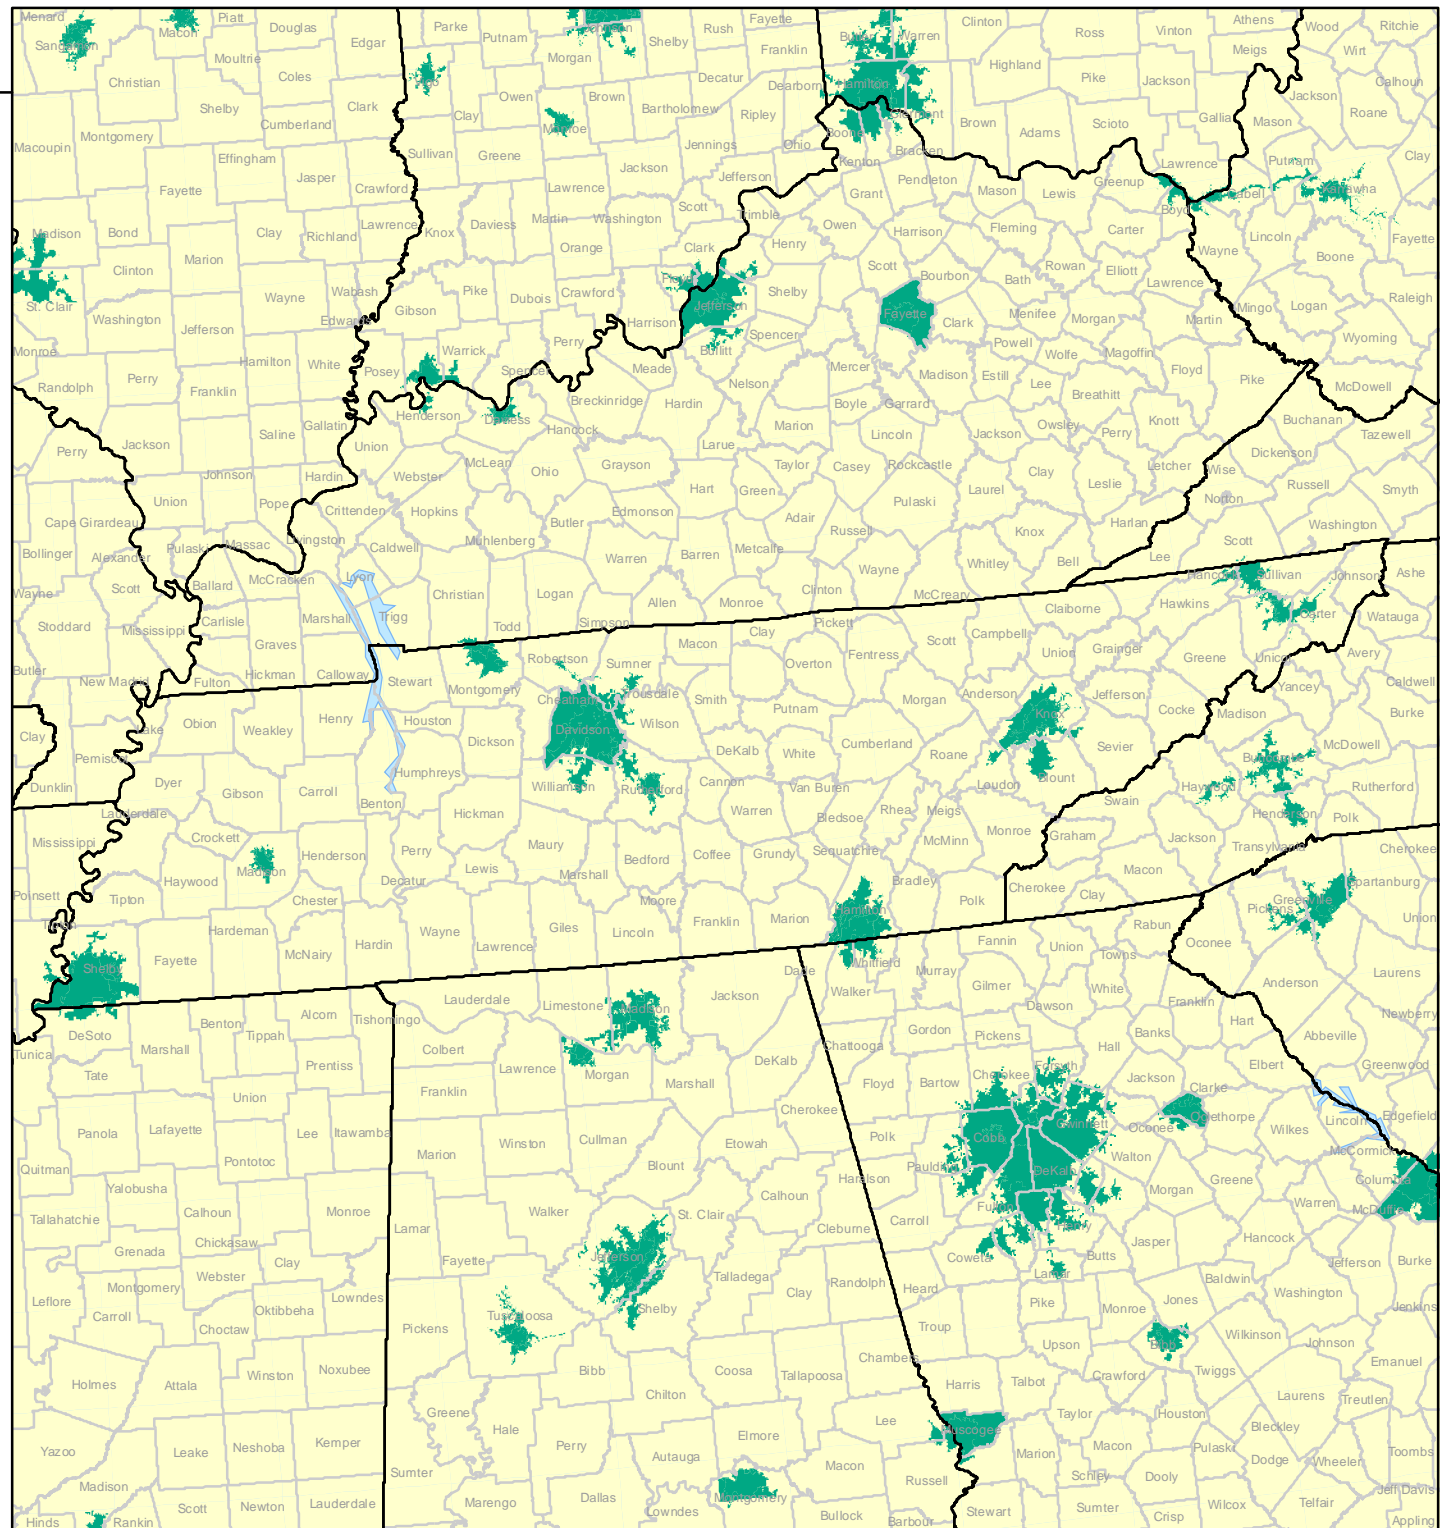 Menard
Piatt
Douglas
Parke
Fayette
Clinton
Athens
Wood
Ritchie
Sangamon
Macon
Edgar
Putnam
Johnson
Shelby
Rush
Franklin
Butler
Warren
Ross
Vinton
Meigs
Wirt
Moultrie
Morgan
Highland
Christian
Coles
Vigo
Owen
Brown
Decatur
Dearborn
Hamilton
Pike
Jackson
Calhoun
Shelby
Clark
Clay
Bartholomew
Ripley
Clermont
Jackson
Montgomery
Cumberland
Monroe
Boone
Brown
Adams
Scioto
Gallia
Mason
Roane
Macoupin
Effingham
Sullivan
Greene
Jennings
Ohio
Kenton
Bracken
Lawrence
Putnam
Clay
Fayette
Jasper
Crawford
Jackson
Jefferson
Pendleton
Mason
Lewis
Greenup
Cabell
Kanawha
Lawrence
Grant
Boyd
Madison
Bond
Clay
Richland
Lawrence
Knox
Daviess
Martin
Washington
Scott
Trimble
Owen
Harrison
Fleming
Carter
Wayne
Lincoln
Fayette
Clinton
Marion
Orange
Clark
Henry
Scott
Bourbon
Bath
Rowan
Elliott
Boone
St. Clair
Wayne
Wabash
Pike
Dubois
Crawford
Floyd
Shelby
Lawrence
Raleigh
Washington
Jefferson
Edwards
Gibson
Harrison
Jefferson
Spencer
Fayette
Clark
Menifee
Morgan
Martin
Mingo
Logan
Monroe
Hamilton
White
Posey
Warrick
Perry
Bullitt
Powell
Wolfe
Magoffin
Wyoming
Randolph
Perry
Franklin
Spencer
Meade
Nelson
Mercer
Madison
Estill
Lee
Floyd
Pike
McDowell
Jackson
Saline
Gallatin
Henderson
Daviess
Hancock
Breckinridge
Hardin
Marion
Boyle
Garrard
Breathitt
Knott
Buchanan
Perry
Union
Larue
Lincoln
Jackson
Owsley
Perry
Tazewell
Johnson
Hardin
Webster
McLean
Ohio
Grayson
Taylor
Casey
Rockcastle
Clay
Letcher
Wise
Dickenson
Union
Pope
Crittenden
Hopkins
Hart
Green
Pulaski
Laurel
Leslie
Norton
Russell
Smyth
Cape Girardeau
Butler
Edmonson
Adair
Russell
Knox
Harlan
Washington
Bollinger
Alexander
Pulaski
Massac
Livingston
Caldwell
Muhlenberg
Warren
Barren
Metcalfe
Wayne
Whitley
Bell
Lee
Scott
Wayne
Scott
Ballard
McCracken
Lyon
Christian
Logan
Allen
Monroe
Clinton
McCreary
Hancock
Sullivan
Johnson
Ashe
Stoddard
Mississippi
Carlisle
Marshall
Trigg
Todd
Simpson
Pickett
Claiborne
Hawkins
Carter
Watauga
Graves
Macon
Clay
Scott
Campbell
Butler
New Madrid
Fulton
Hickman
Calloway
Stewart
Montgomery
Robertson
Sumner
Overton
Fentress
Union
Grainger
Greene
Unicoi
Avery
Lake
Obion
Henry
Houston
Cheatham
Trousdale
Smith
Putnam
Morgan
Anderson
Jefferson
Yancey
Caldwell
Clay
Weakley
Dickson
Davidson
Wilson
Knox
Cocke
Madison
Burke
Pemiscot
DeKalb
White
Cumberland
Roane
Sevier
Buncombe
McDowell
Dunklin
Dyer
Gibson
Carroll
Humphreys
Williamson
Rutherford
Cannon
Van Buren
Loudon
Blount
Haywood
Rutherford
Lauderdale
Benton
Hickman
Warren
Bledsoe
Rhea
Meigs
Swain
Henderson
Polk
Mississippi
Crockett
Henderson
Perry
Maury
Bedford
Coffee
Grundy
Sequatchie
McMinn
Monroe
Graham
Jackson
Transylvania
Cherokee
Poinsett
Tipton
Haywood
Madison
Chester
Decatur
Lewis
Marshall
Moore
Bradley
Polk
Cherokee
Clay
Macon
Pickens
Greenville
Spartanburg
Tipton
Hardeman
McNairy
Hardin
Wayne
Lawrence
Giles
Lincoln
Franklin
Marion
Hamilton
Union
Shelby
Fayette
Fannin
Union
Towns
Rabun
Oconee
Dade
Walker
Whitfield
Murray
Gilmer
White
Anderson
Laurens
Lauderdale
Limestone
Madison
Jackson
Dawson
Franklin
DeSoto
Benton
Tippah
Alcorn
Tishomingo
Gordon
Pickens
Banks
Hart
Abbeville
Newberry
Tunica
Marshall
Prentiss
Colbert
Lawrence
Morgan
DeKalb
Chattooga
Hall
Elbert
Greenwood
Tate
Union
Franklin
Marshall
Cherokee
Floyd
Bartow
Cherokee
Forsyth
Jackson
Clarke
Panola
Lafayette
Lee
Itawamba
Winston
Cullman
Etowah
Polk
Cobb
Gwinnett
Oconee
Oglethorpe
Wilkes
Lincoln
Edgefield
Quitman
Pontotoc
Marion
Blount
Haralson
Paulding
DeKalb
Walton
McCormick
Yalobusha
Calhoun
Morgan
Greene
Columbia
Tallahatchie
Calhoun
Monroe
Lamar
Walker
St. Clair
Cleburne
Carroll
Fulton
Henry
Warren
McDuffie
Grenada
Chickasaw
Fayette
Jefferson
Talladega
Coweta
Butts
Jasper
Hancock
Jefferson
Burke
Montgomery
Webster
Clay
Randolph
Heard
Lamar
Baldwin
Leflore
Carroll
Oktibbeha
Lowndes
Tuscaloosa
Shelby
Clay
Pike
Monroe
Jones
Washington
Jenkins
Choctaw
Pickens
Troup
Upson
Bibb
Wilkinson
Johnson
Holmes
Attala
Winston
Noxubee
Bibb
Coosa
Tallapoosa
Chambers
Crawford
Twiggs
Emanuel
Chilton
Harris
Talbot
Laurens
Treutlen
Greene
Hale
Lee
Muscogee
Taylor
Houston
Bleckley
Yazoo
Leake
Neshoba
Kemper
Perry
Autauga
Elmore
Macon
Marion
Macon
Pulaski
Dodge
Wheeler
Toombs
Madison
Sumter
Russell
Schley
Dooly
Jeff Davis
Scott
Newton
Lauderdale
Marengo
Dallas
Lowndes
Montgomery
Bullock
Barbour
Stewart
Sumter
Crisp
Wilcox
Telfair
Hinds
Rankin
Appling